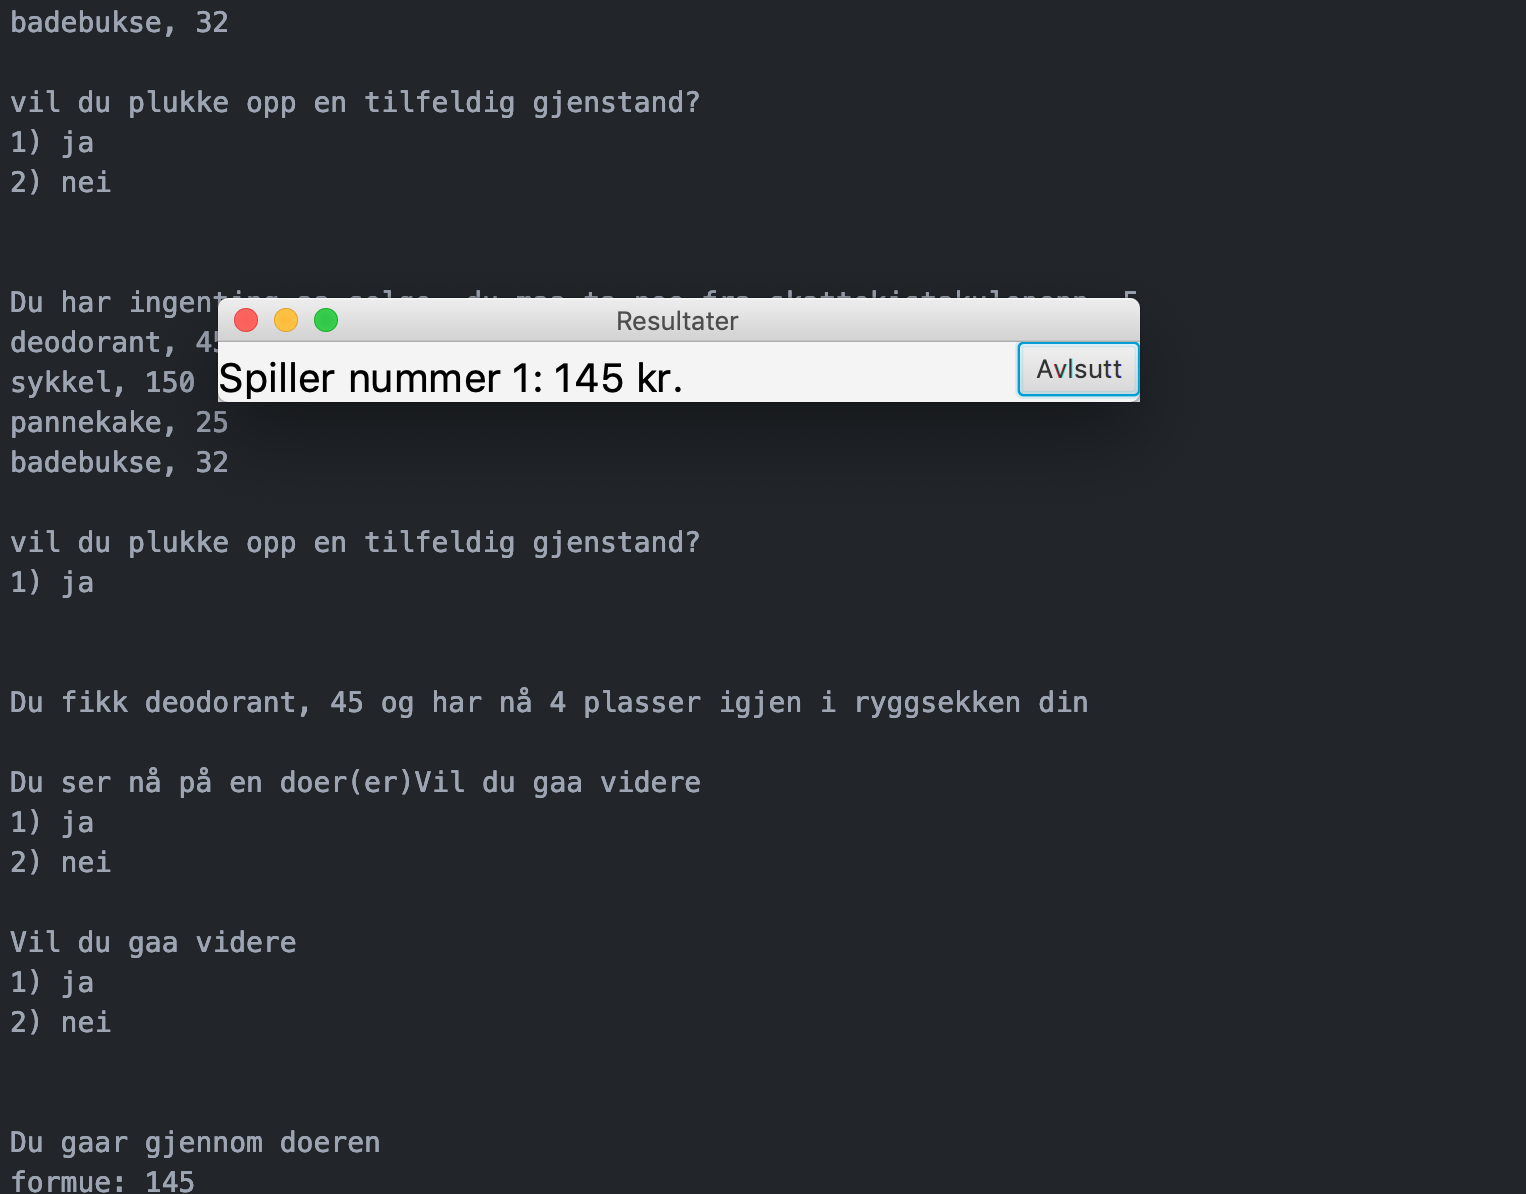 badebukse, 32
vil du plukke opp en tilfeldig gjenstand?
1) ja
2) nei
Du har ingenting
Resultater
deodorant, 45
Spiller nummer 1: 145 kr.
Avlsutt
sykkel, 150
pannekake, 25
badebukse, 32
vil du plukke opp en tilfeldig gjenstand?
1) ja
Du fikk deodorant, 45 og har nå 4 plasser igjen i ryggsekken din
Du ser nå på en doer(er)Vil du gaa videre
1) ja
2) nei
Vil du gaa videre
1) ja
2) nei
Du gaar gjennom doeren
formue: 145